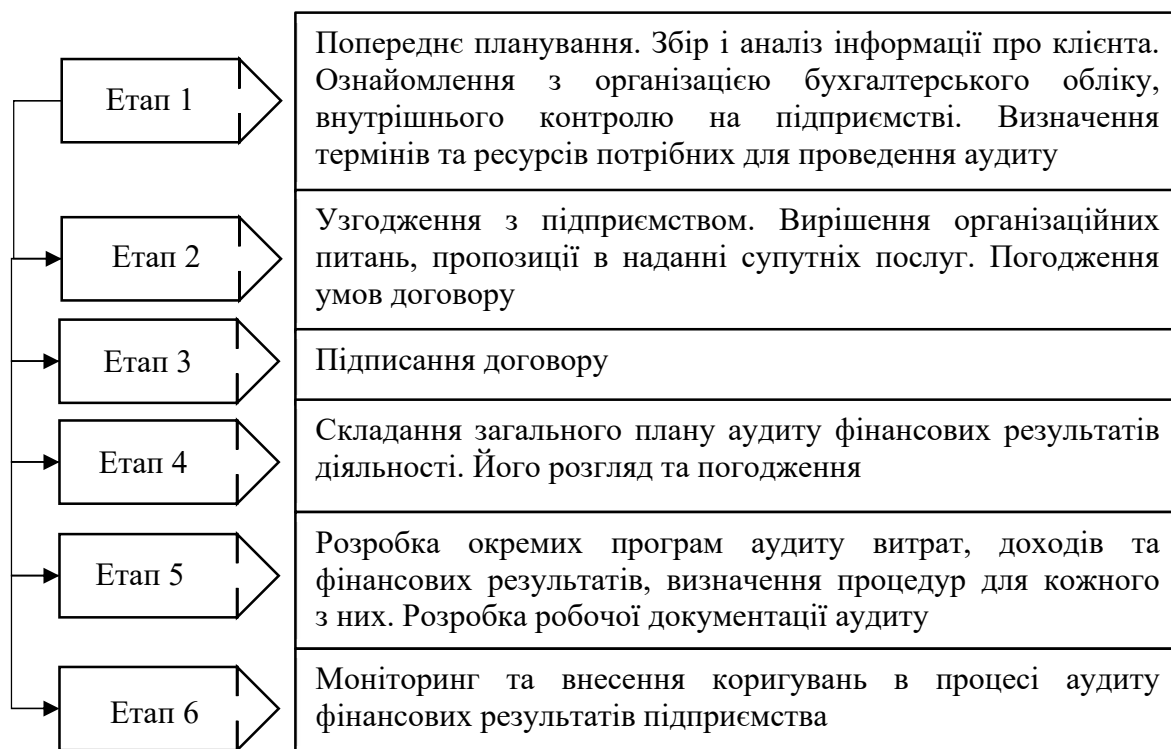 Етап 1
Попереднє планування. Збір і аналіз інформації про клієнта.
Ознайомлення з організацією бухгалтерського обліку,
внутрішнього контролю на підприємстві. Визначення
термінів та ресурсів потрібних для проведення аудиту
Етап 2
Узгодження з підприємством. Вирішення організаційних
питань, пропозиції в наданні супутніх послуг. Погодження
умов договору
Етап 3
Підписання договору
Етап 4
Складання загального плану аудиту фінансових результатів
діяльності. Його розгляд та погодження
Етап 5
Розробка окремих програм аудиту витрат, доходів та
фінансових результатів, визначення процедур для кожного
з них. Розробка робочої документації аудиту
Етап 6
Моніторинг та внесення коригувань в процесі аудиту
фінансових результатів підприємства